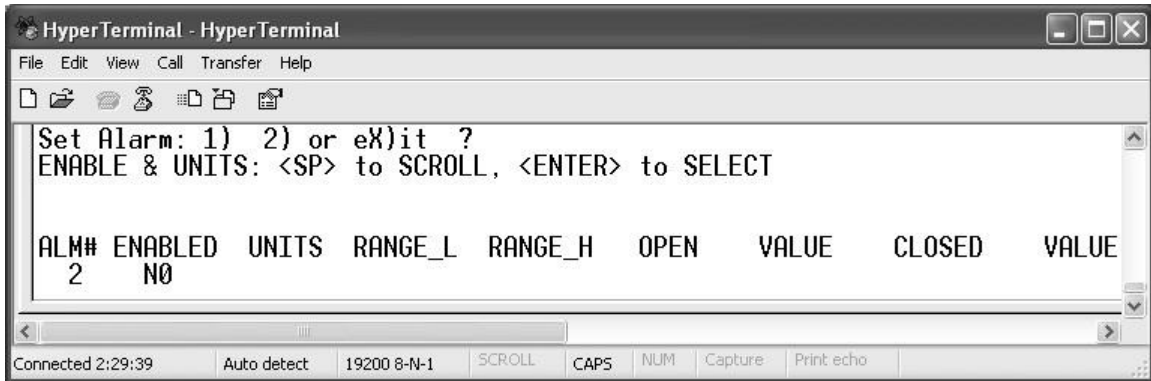 HyperTerminal - HyperTerminal
File Edit View Call Transfer Help
Set Alarm: 1) 2) or eX)it ?
ENABLE & UNITS: <SP> to SCROLL, <ENTER> to SELECT
ALM# ENABLED UNITS RANGE_L RANGE_H OPEN VALUE CLOSED VALUE
2 NO
Connected 2:29:39 Auto detect 19200 8-N-1 SCROLL CAPS NUM Capture Print echo